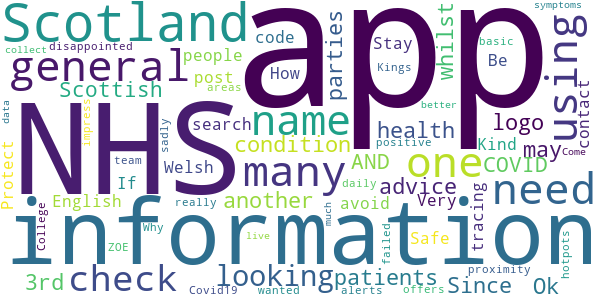 symptoms
Scotland app
code Stay
collect disappointed people
general How Kings Be basic
Scottish post areas parties whilst using
data impress NHS search name health better logo
sadly condition positive may contact
team Welsh many AND one COVID Kind Come
Protect If another advice need
College English really avoid daily Very tracing
information
ZOE Why live much failed Safe hotpots
3rd check looking patients proximity Since Ok
Covid19 wanted alerts offers